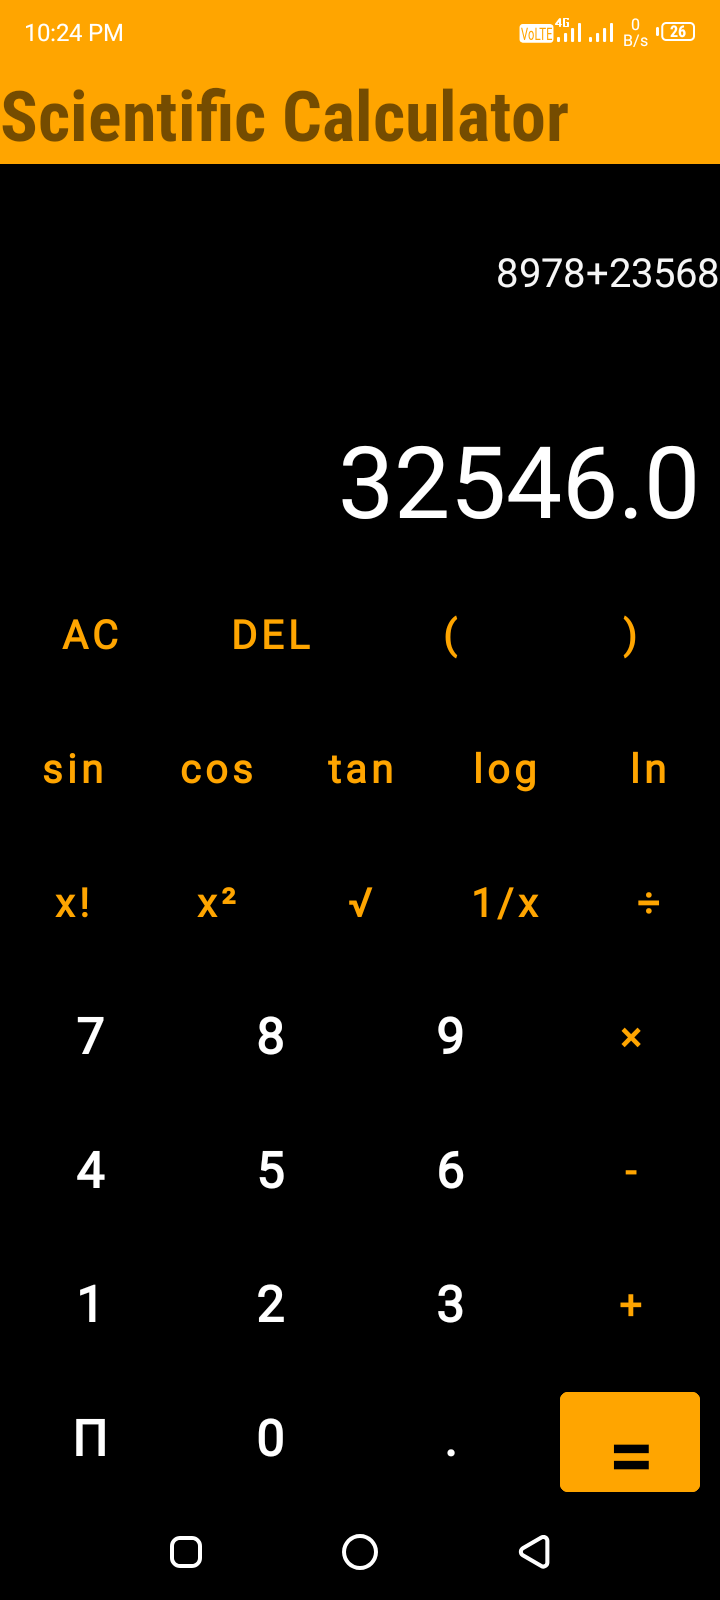 10:24 PM VoLTE 4G 0 B/s 26
Scientific Calculator
8978+23568
32546.0
AC DEL ( )
sin cos tan log ln
x! x² √ 1/x ÷
7 8 9 ×
4 5 6 -
1 2 3 +
П 0 . =